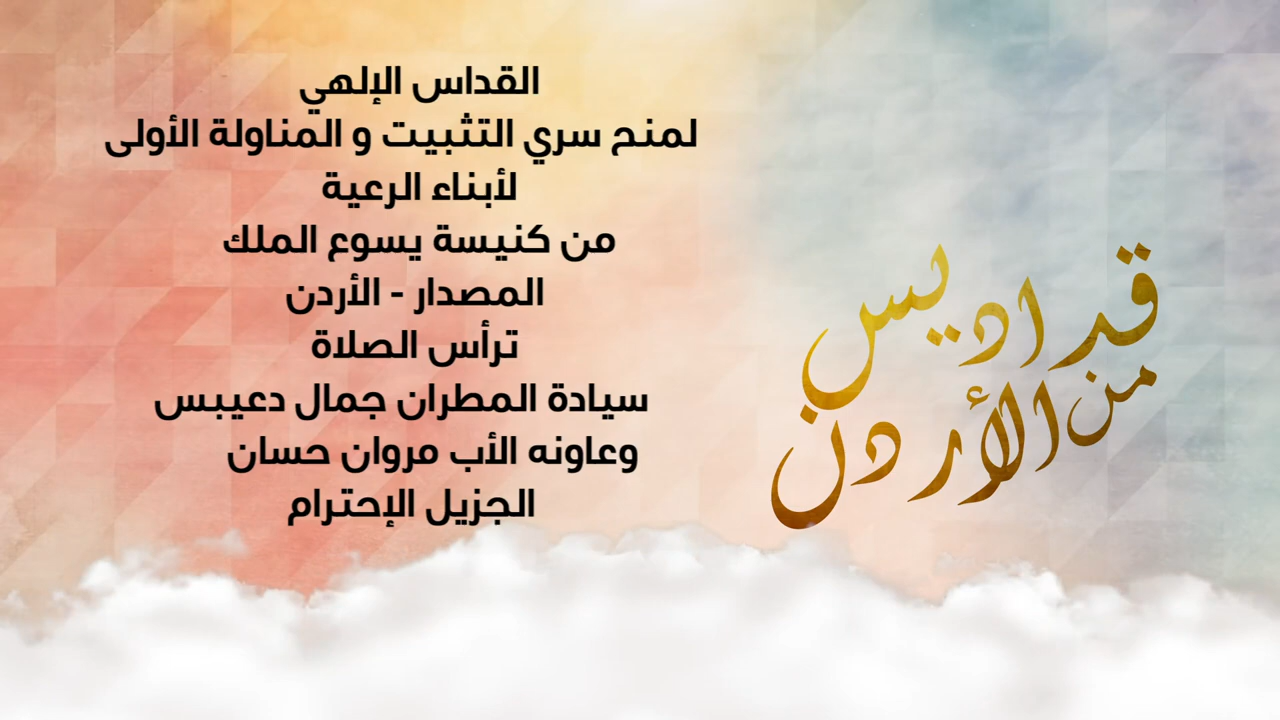 القداس الإلهي
لمنح سري التثبيت و المناولة الأولى
لأبناء الرعية
من كنيسة يسوع الملك
المصدار - الأردن
ترأس الصلاة
سيادة المطران جمال دعيبس
وعاونه الأب مروان حسان
الجزيل الإحترام
قداديس
من الأردن